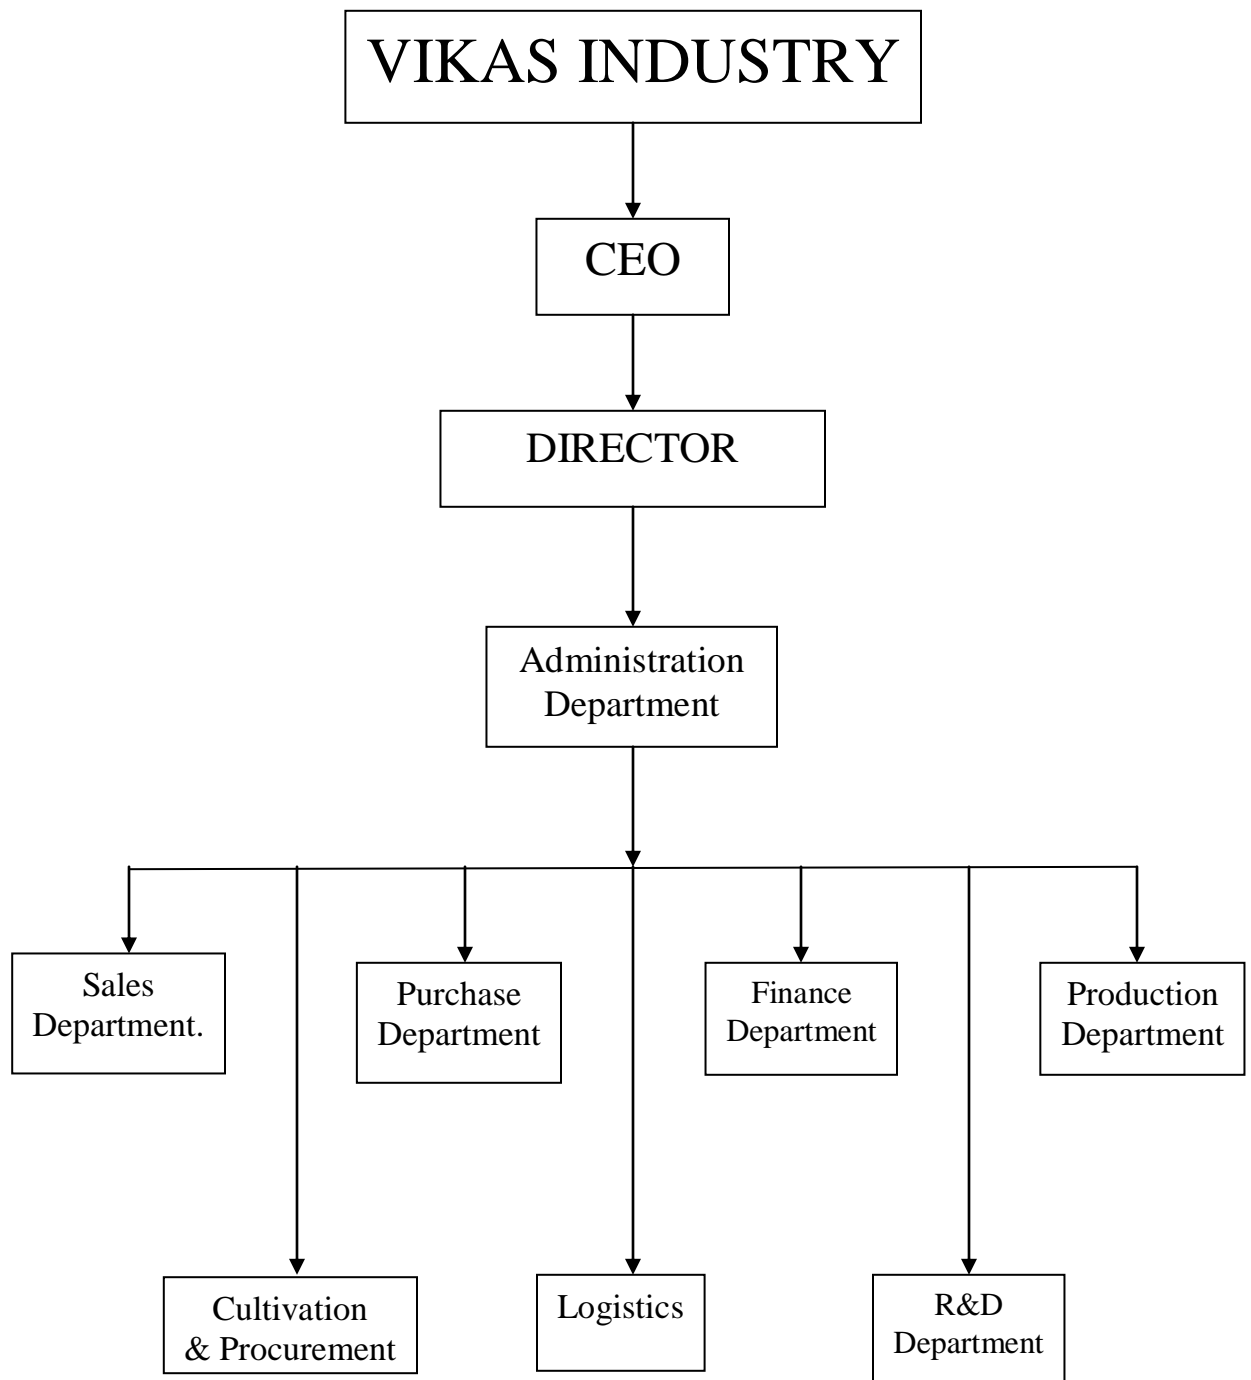 VIKAS INDUSTRY
CEO
DIRECTOR
Administration
Department
Sales
Department.
Purchase
Department
Finance
Department
Production
Department
Cultivation
& Procurement
Logistics
R&D
Department